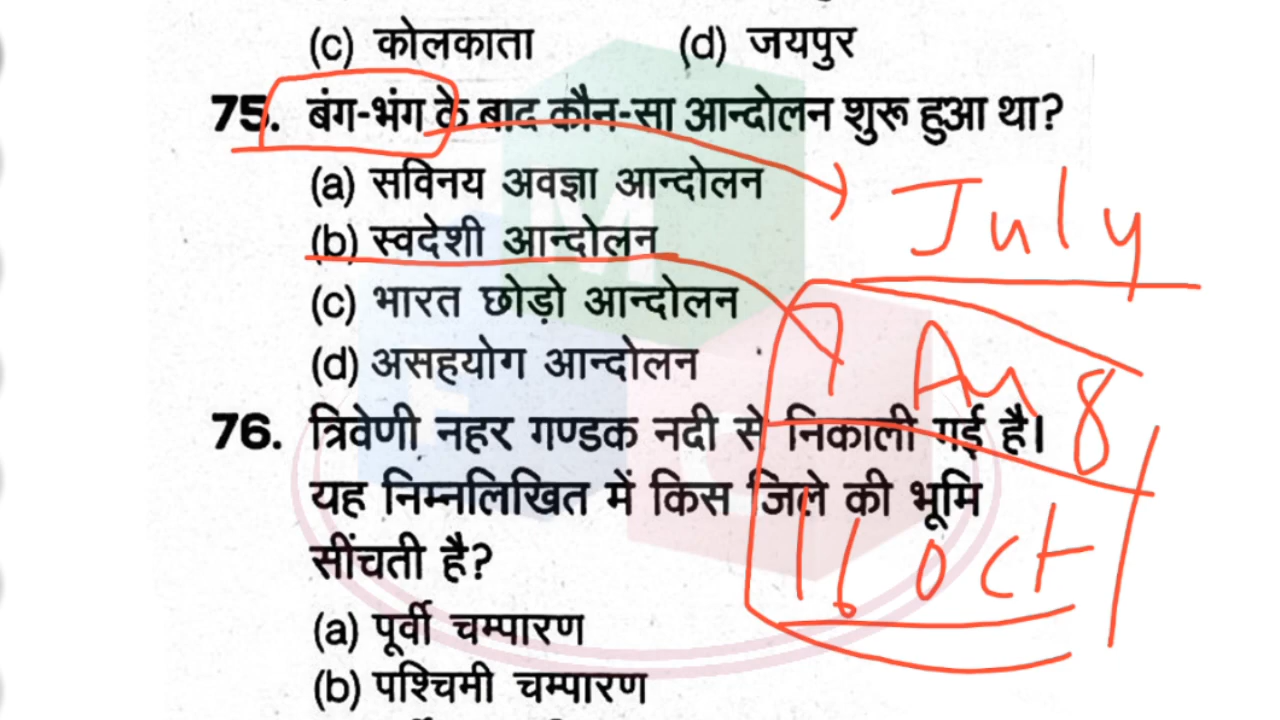 (c) कोलकाता (d) जयपुर
75. बंग-भंग के बाद कौन-सा आन्दोलन शुरू हुआ था?
(a) सविनय अवज्ञा आन्दोलन
July
(b) स्वदेशी आन्दोलन
(c) भारत छोड़ो आन्दोलन
7 Aug
(d) असहयोग आन्दोलन
76. त्रिवेणी नहर गण्डक नदी से निकाली गई है।
यह निम्नलिखित में किस जिले की भूमि
16 Oct
सींचती है?
(a) पूर्वी चम्पारण
(b) पश्चिमी चम्पारण